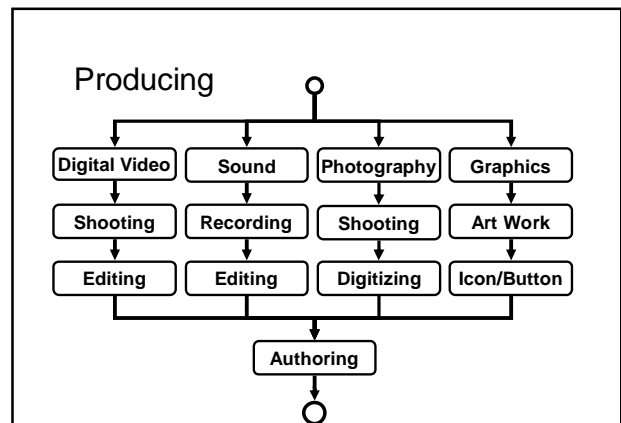 Producing
Digital Video Sound Photography Graphics
Shooting Recording Shooting Art Work
Editing Editing Digitizing Icon/Button
Authoring